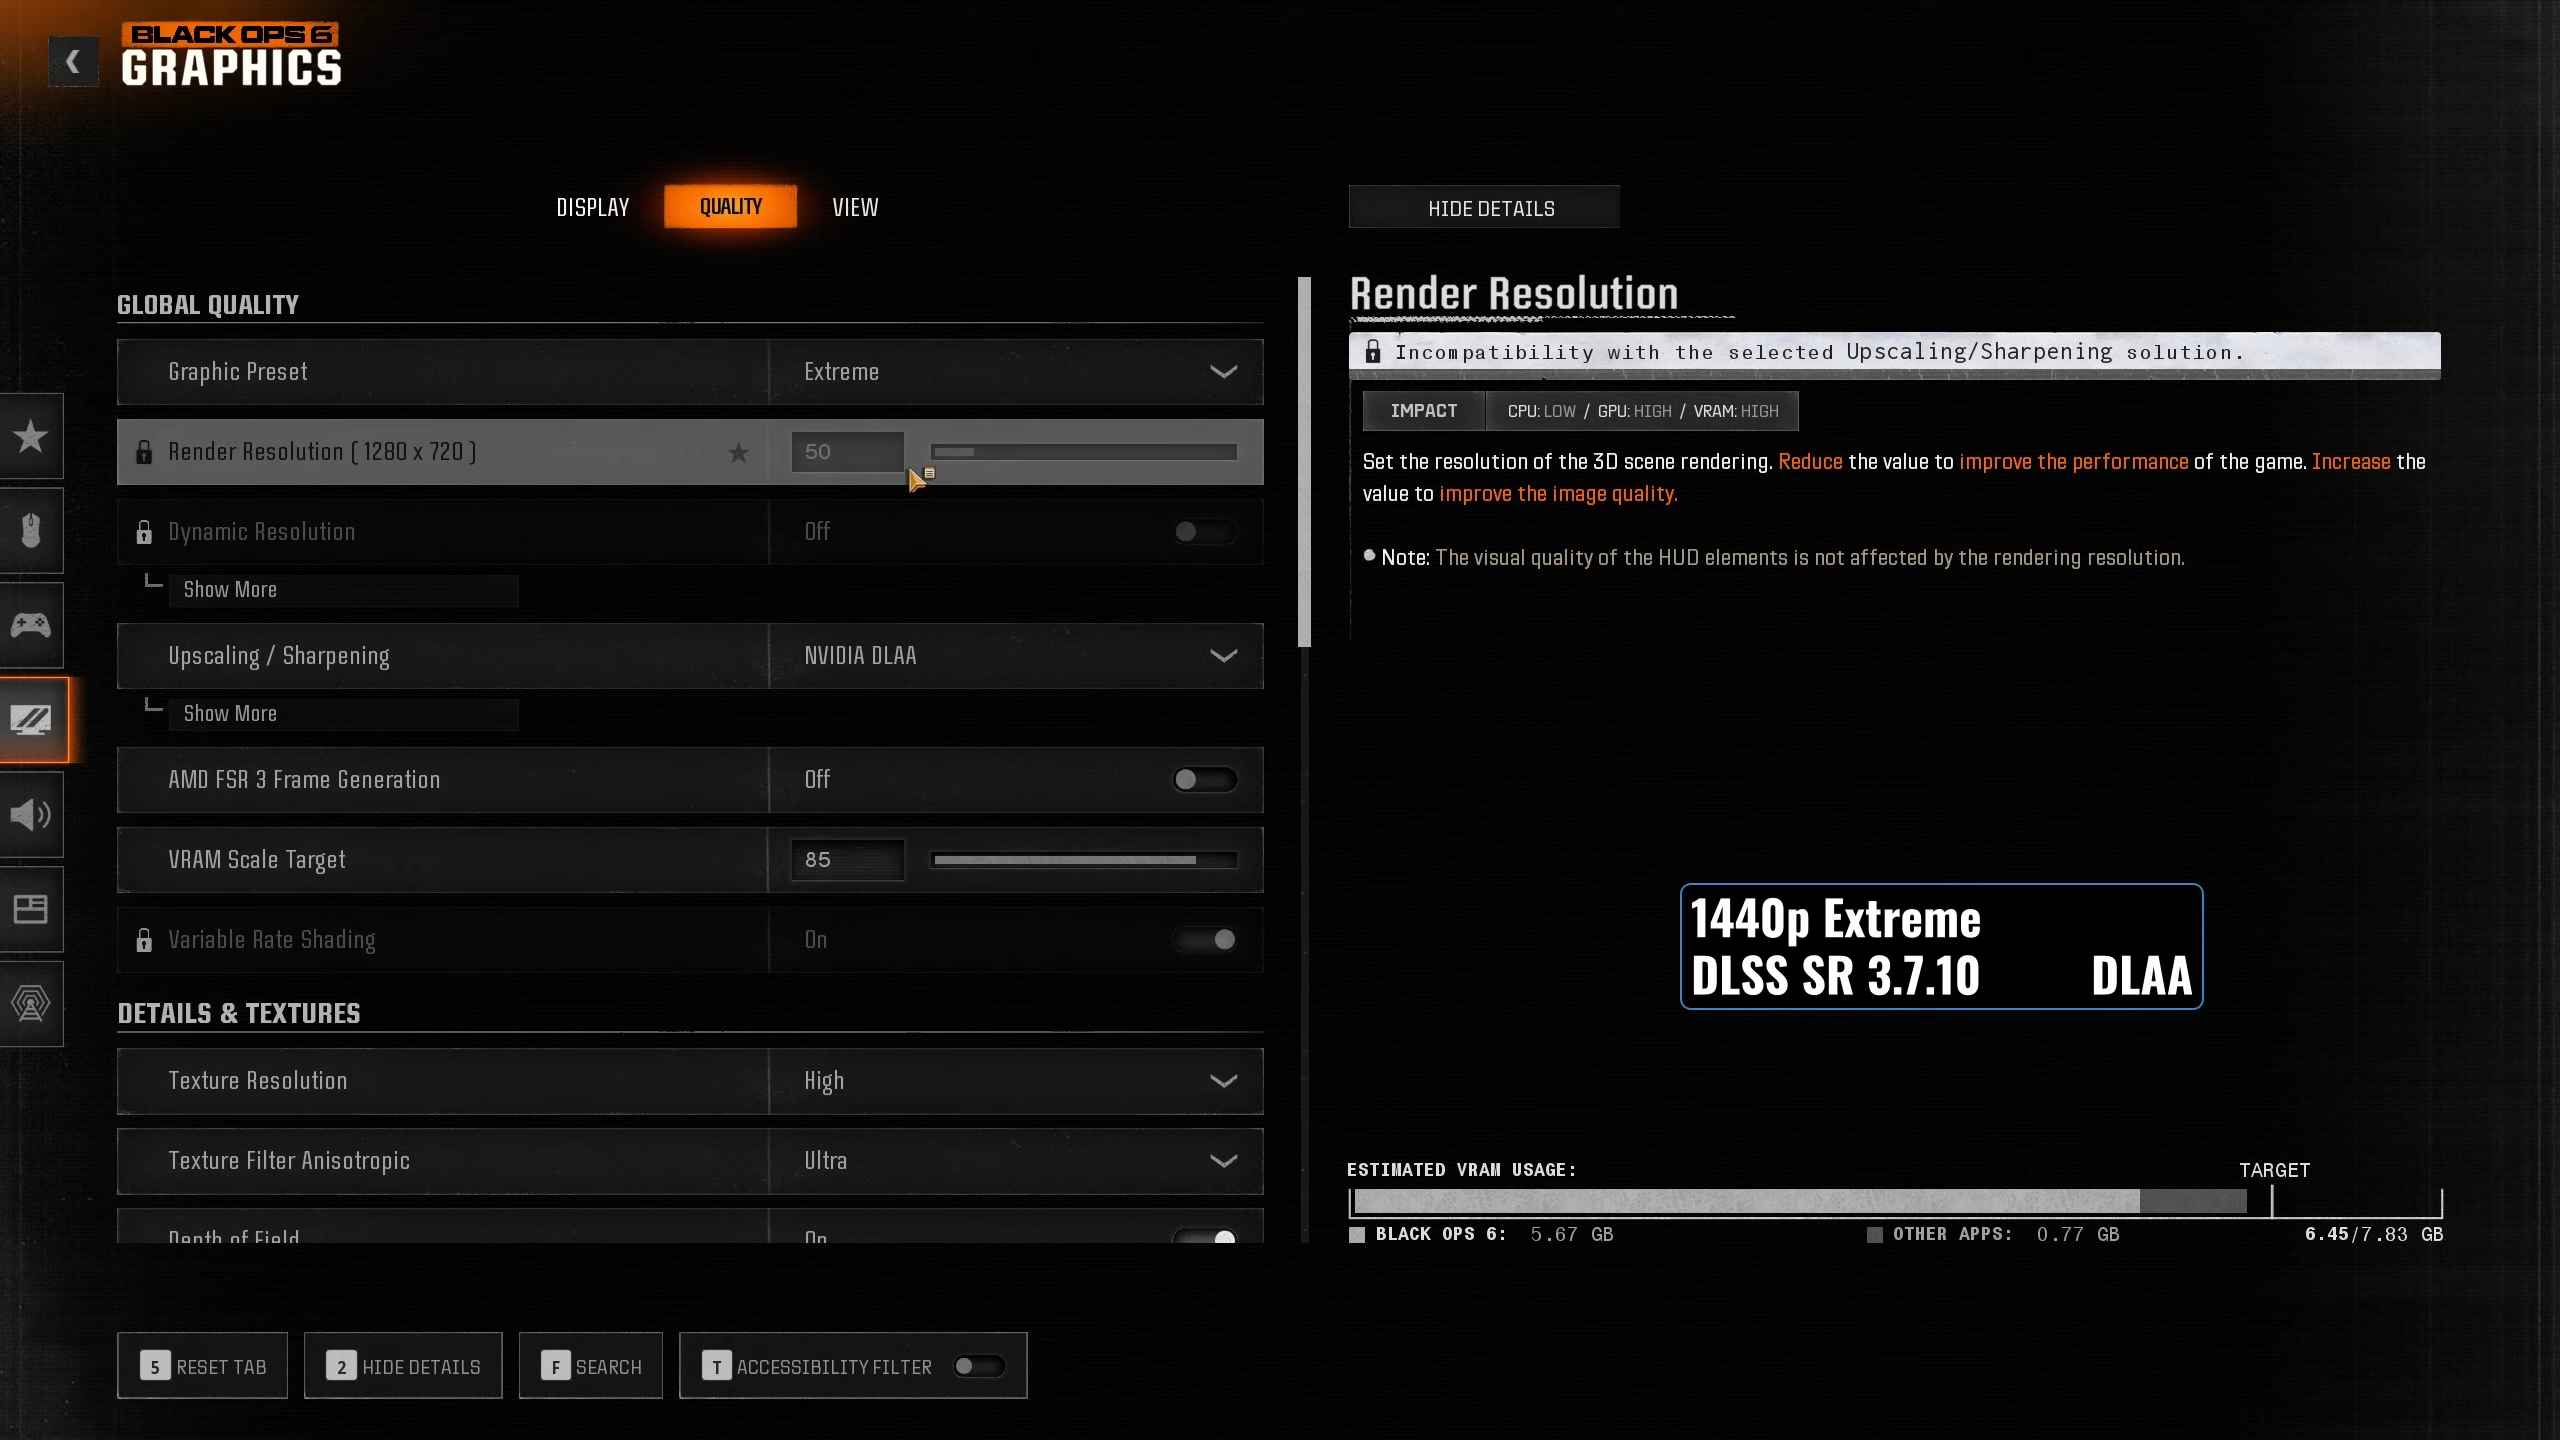 BLACK OPS 6
GRAPHICS
DISPLAY
QUALITY
VIEW
HIDE DETAILS
GLOBAL QUALITY
Graphic Preset
Extreme
Render Resolution ( 1280 x 720 )
50
Dynamic Resolution
Off
Show More
Upscaling / Sharpening
NVIDIA DLAA
Show More
AMD FSR 3 Frame Generation
Off
VRAM Scale Target
85
Variable Rate Shading
On
DETAILS & TEXTURES
Texture Resolution
High
Texture Filter Anisotropic
Ultra
Depth of Field
On
Render Resolution
Incompatibility with the selected Upscaling/Sharpening solution.
IMPACT
CPU: LOW / GPU: HIGH / VRAM: HIGH
Set the resolution of the 3D scene rendering. Reduce the value to improve the performance of the game. Increase the
value to improve the image quality.
Note: The visual quality of the HUD elements is not affected by the rendering resolution.
1440p Extreme
DLSS SR 3.7.10 DLAA
ESTIMATED VRAM USAGE:
TARGET
BLACK OPS 6: 5.67 GB
OTHER APPS: 0.77 GB
6.45/7.83 GB
5 RESET TAB
2 HIDE DETAILS
F SEARCH
T ACCESSIBILITY FILTER